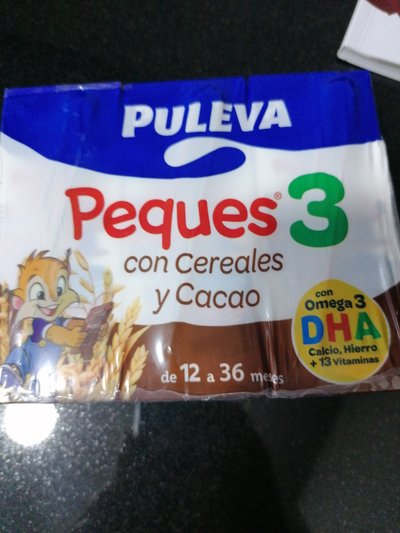 PULEVA
Peques® 3
con Cereales
y Cacao
con
Omega 3
DHA
Calcio, Hierro
+ 13 Vitaminas
de 12 a 36 meses